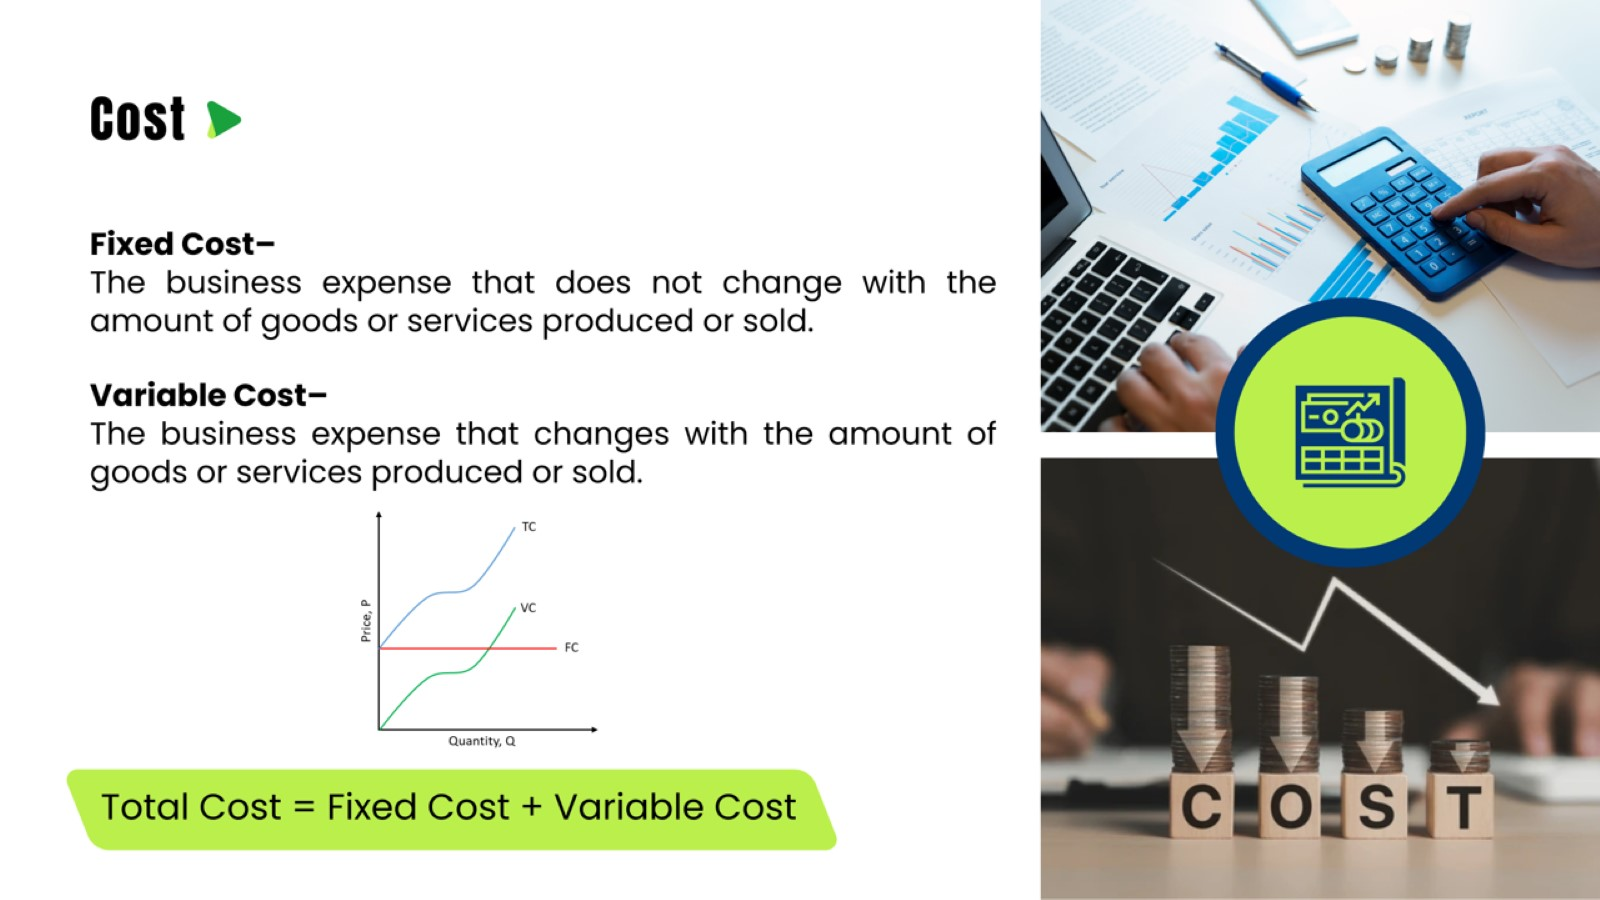 Cost
Fixed Cost–
The business expense that does not change with the
amount of goods or services produced or sold.
Variable Cost–
The business expense that changes with the amount of
goods or services produced or sold.
TC
VC
FC
Price, P
Quantity, Q
Total Cost = Fixed Cost + Variable Cost
REPORT
C O S T